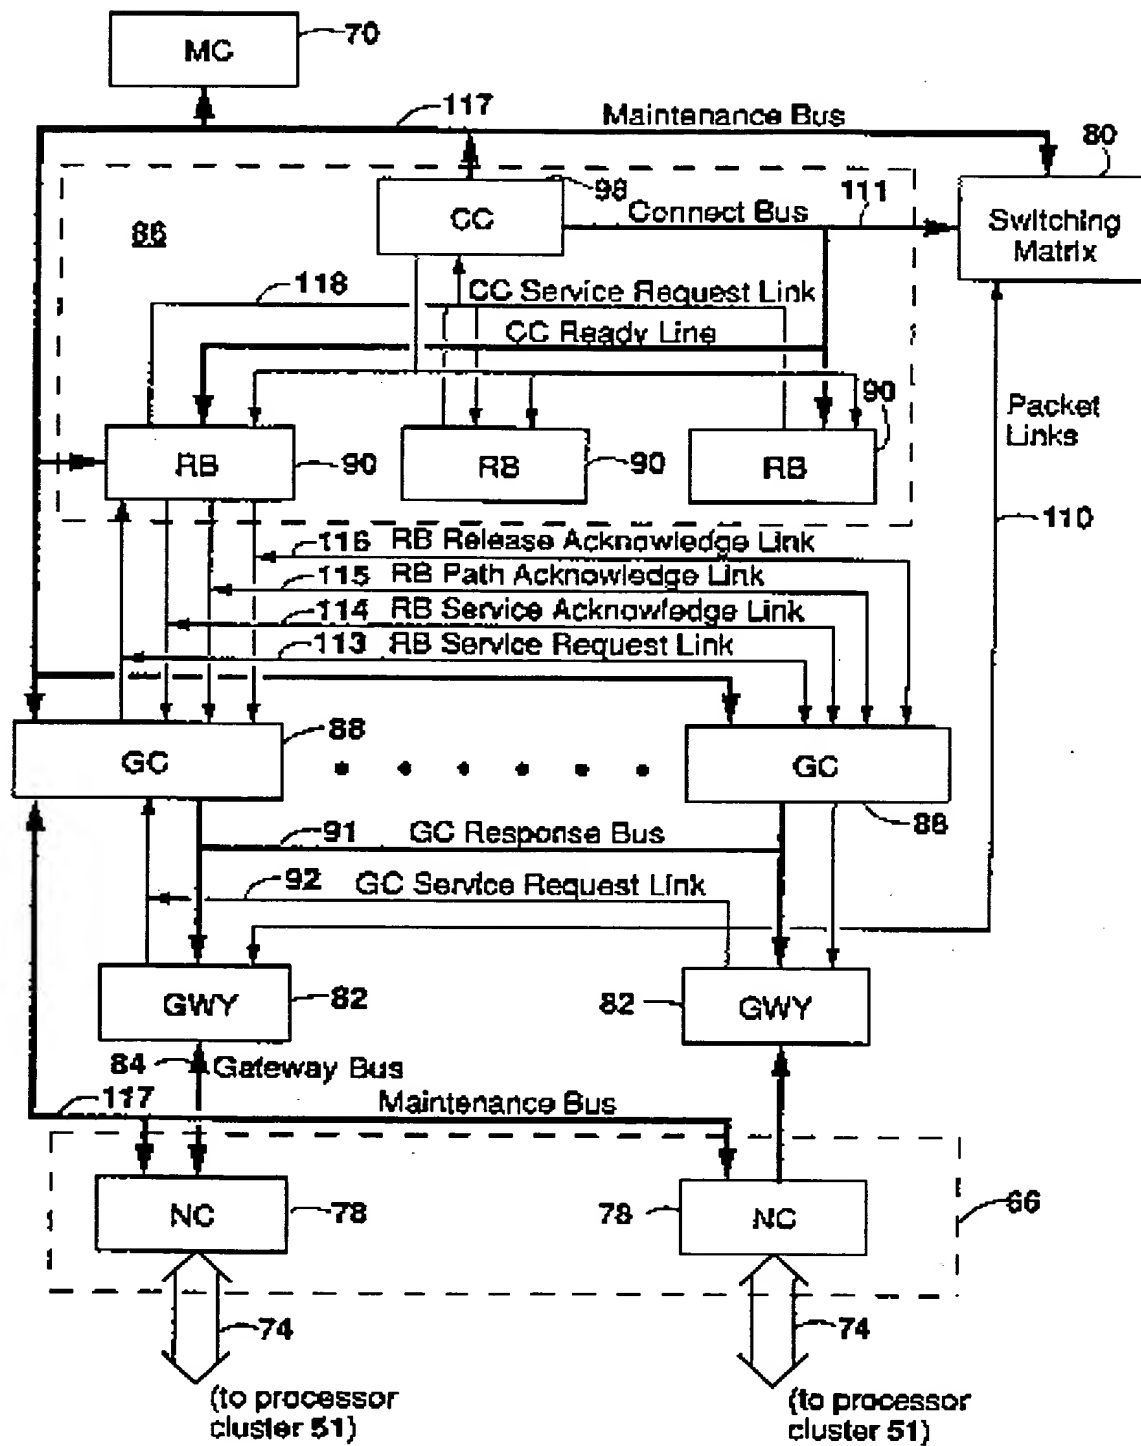 MC
70
117
Maintenance Bus
80
98
111
86
CC
Connect Bus
Switching
Matrix
118
CC Service Request Link
CC Ready Line
90
Packet
Links
RB
90
RB
90
RB
116 RB Release Acknowledge Link
110
115 RB Path Acknowledge Link
114 RB Service Acknowledge Link
113 RB Service Request Link
GC
88
GC
88
91
GC Response Bus
92
GC Service Request Link
GWY
82
82
GWY
84
Gateway Bus
117
Maintenance Bus
NC
78
78
NC
66
74
74
(to processor
cluster 51)
(to processor
cluster 51)